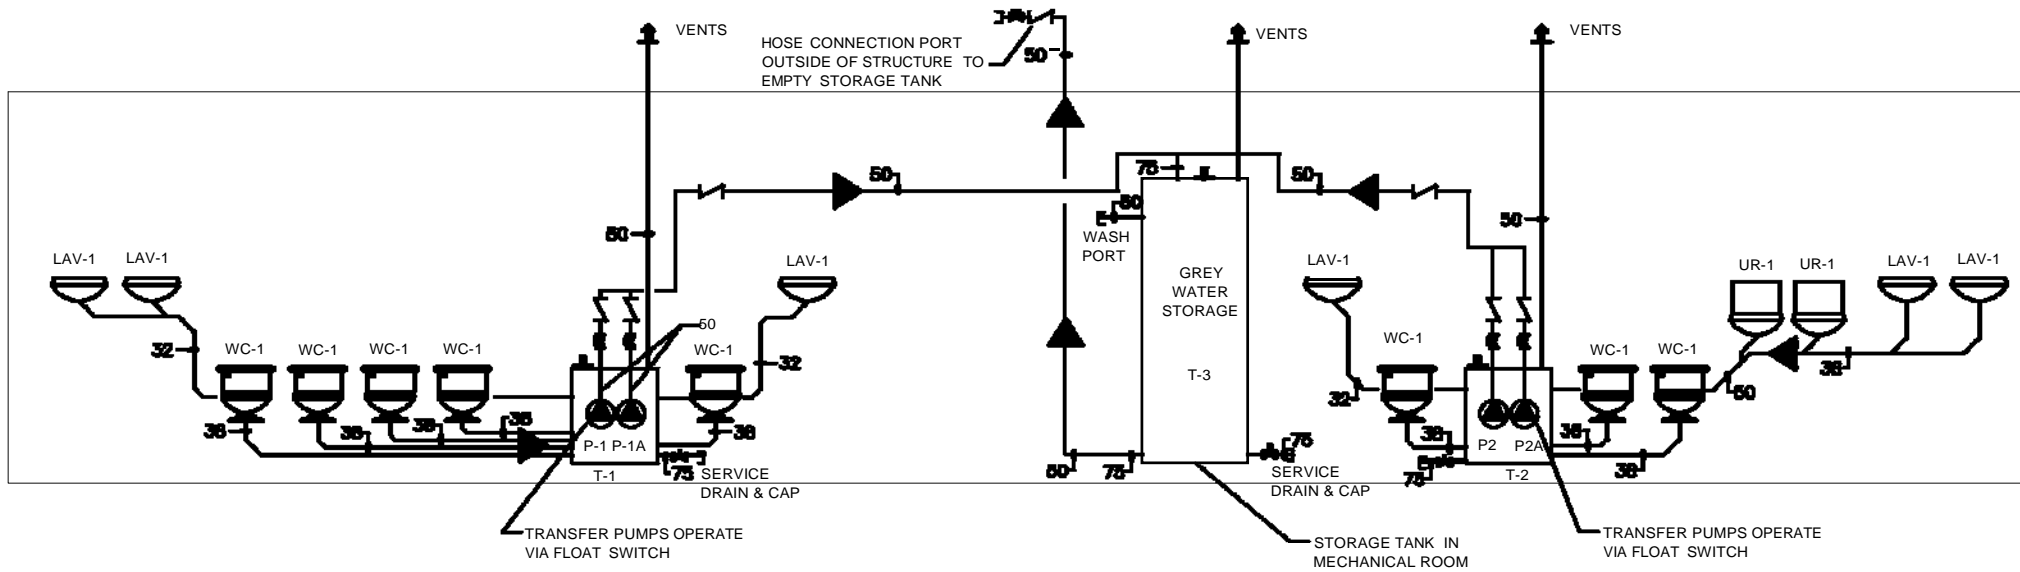 VENTS
HOSE CONNECTION PORT
OUTSIDE OF STRUCTURE TO
EMPTY STORAGE TANK
50
VENTS
VENTS
75
50
50
50
WASH
PORT
50
50
LAV-1
LAV-1
LAV-1
GREY
WATER
STORAGE
T-3
LAV-1
UR-1
UR-1
LAV-1
LAV-1
50
32
WC-1
WC-1
WC-1
WC-1
WC-1
32
WC-1
32
WC-1
WC-1
38
50
38
38
38
38
38
P-1
P-1A
T-1
75
SERVICE
DRAIN & CAP
50
75
75
SERVICE
DRAIN & CAP
38
75
P2
P2A
T-2
38
38
TRANSFER PUMPS OPERATE
VIA FLOAT SWITCH
STORAGE TANK IN
MECHANICAL ROOM
TRANSFER PUMPS OPERATE
VIA FLOAT SWITCH